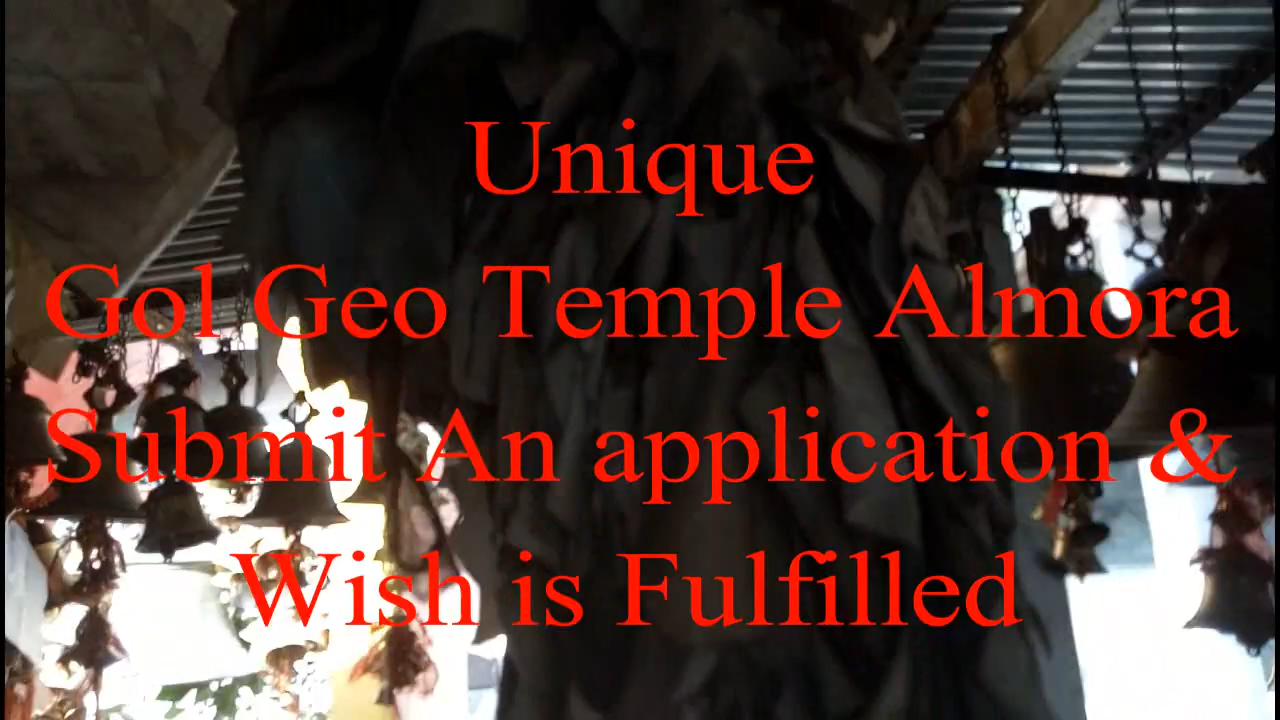 Unique
Gol Geo Temple Almora
Submit An application &
Wish is Fulfilled